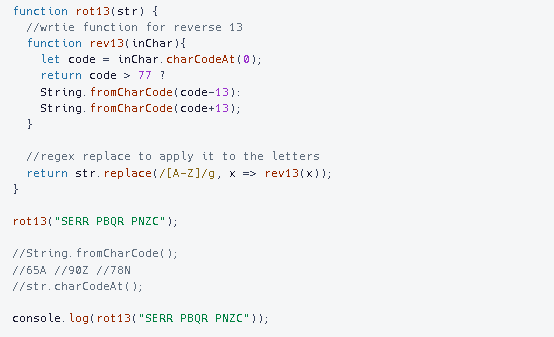 function rot13(str) {
//wrtie function for reverse 13
function rev13(inChar){
let code = inChar.charCodeAt(0);
return code > 77 ?
String.fromCharCode(code-13):
String.fromCharCode(code+13);
}
//regex replace to apply it to the letters
return str.replace(/[A-Z]/g, x => rev13(x));
}
rot13("SERR PBQR PNZC");
//String.fromCharCode();
//65A //90Z //78N
//str.charCodeAt();
console.log(rot13("SERR PBQR PNZC"));